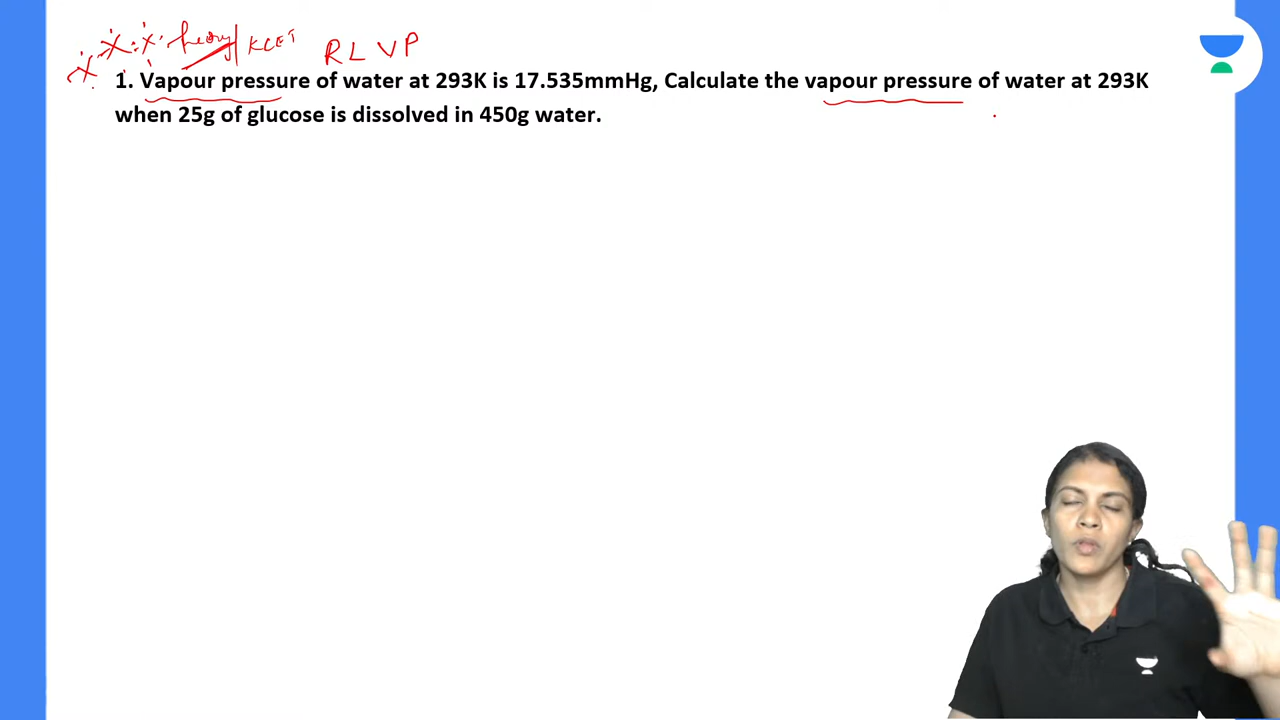 theory/ KCET RLVP
1. Vapour pressure of water at 293K is 17.535mmHg, Calculate the vapour pressure of water at 293K
when 25g of glucose is dissolved in 450g water.